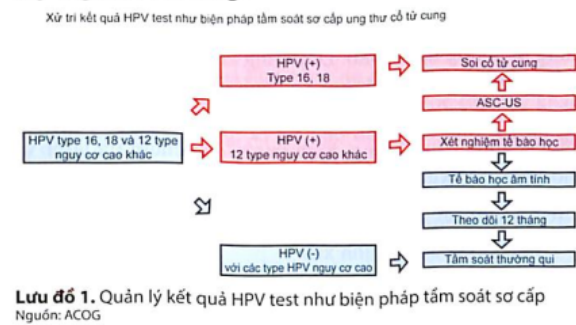 Xử trí kết quả HPV test như biện pháp tầm soát sơ cấp ung thư cổ tử cung
HPV (+)
Type 16, 18
Soi cổ tử cung
ASC-US
HPV type 16, 18 và 12 type
nguy cơ cao khác
HPV (+)
12 type nguy cơ cao khác
Xét nghiệm tế bào học
Tế bào học âm tính
Theo dõi 12 tháng
HPV (-)
với các type HPV nguy cơ cao
Tầm soát thường qui
Lưu đồ 1. Quản lý kết quả HPV test như biện pháp tầm soát sơ cấp
Nguồn: ACOG